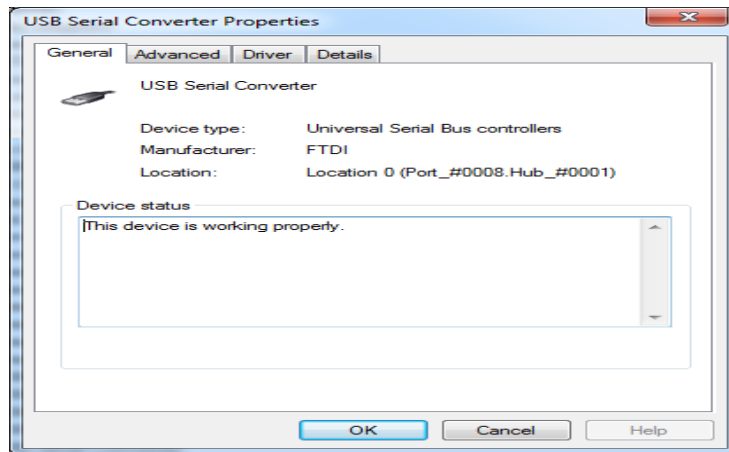 USB Serial Converter Properties
General Advanced Driver Details
USB Serial Converter
Device type: Universal Serial Bus controllers
Manufacturer: FTDI
Location: Location 0 (Port_#0008.Hub_#0001)
Device status
This device is working properly.
OK Cancel Help